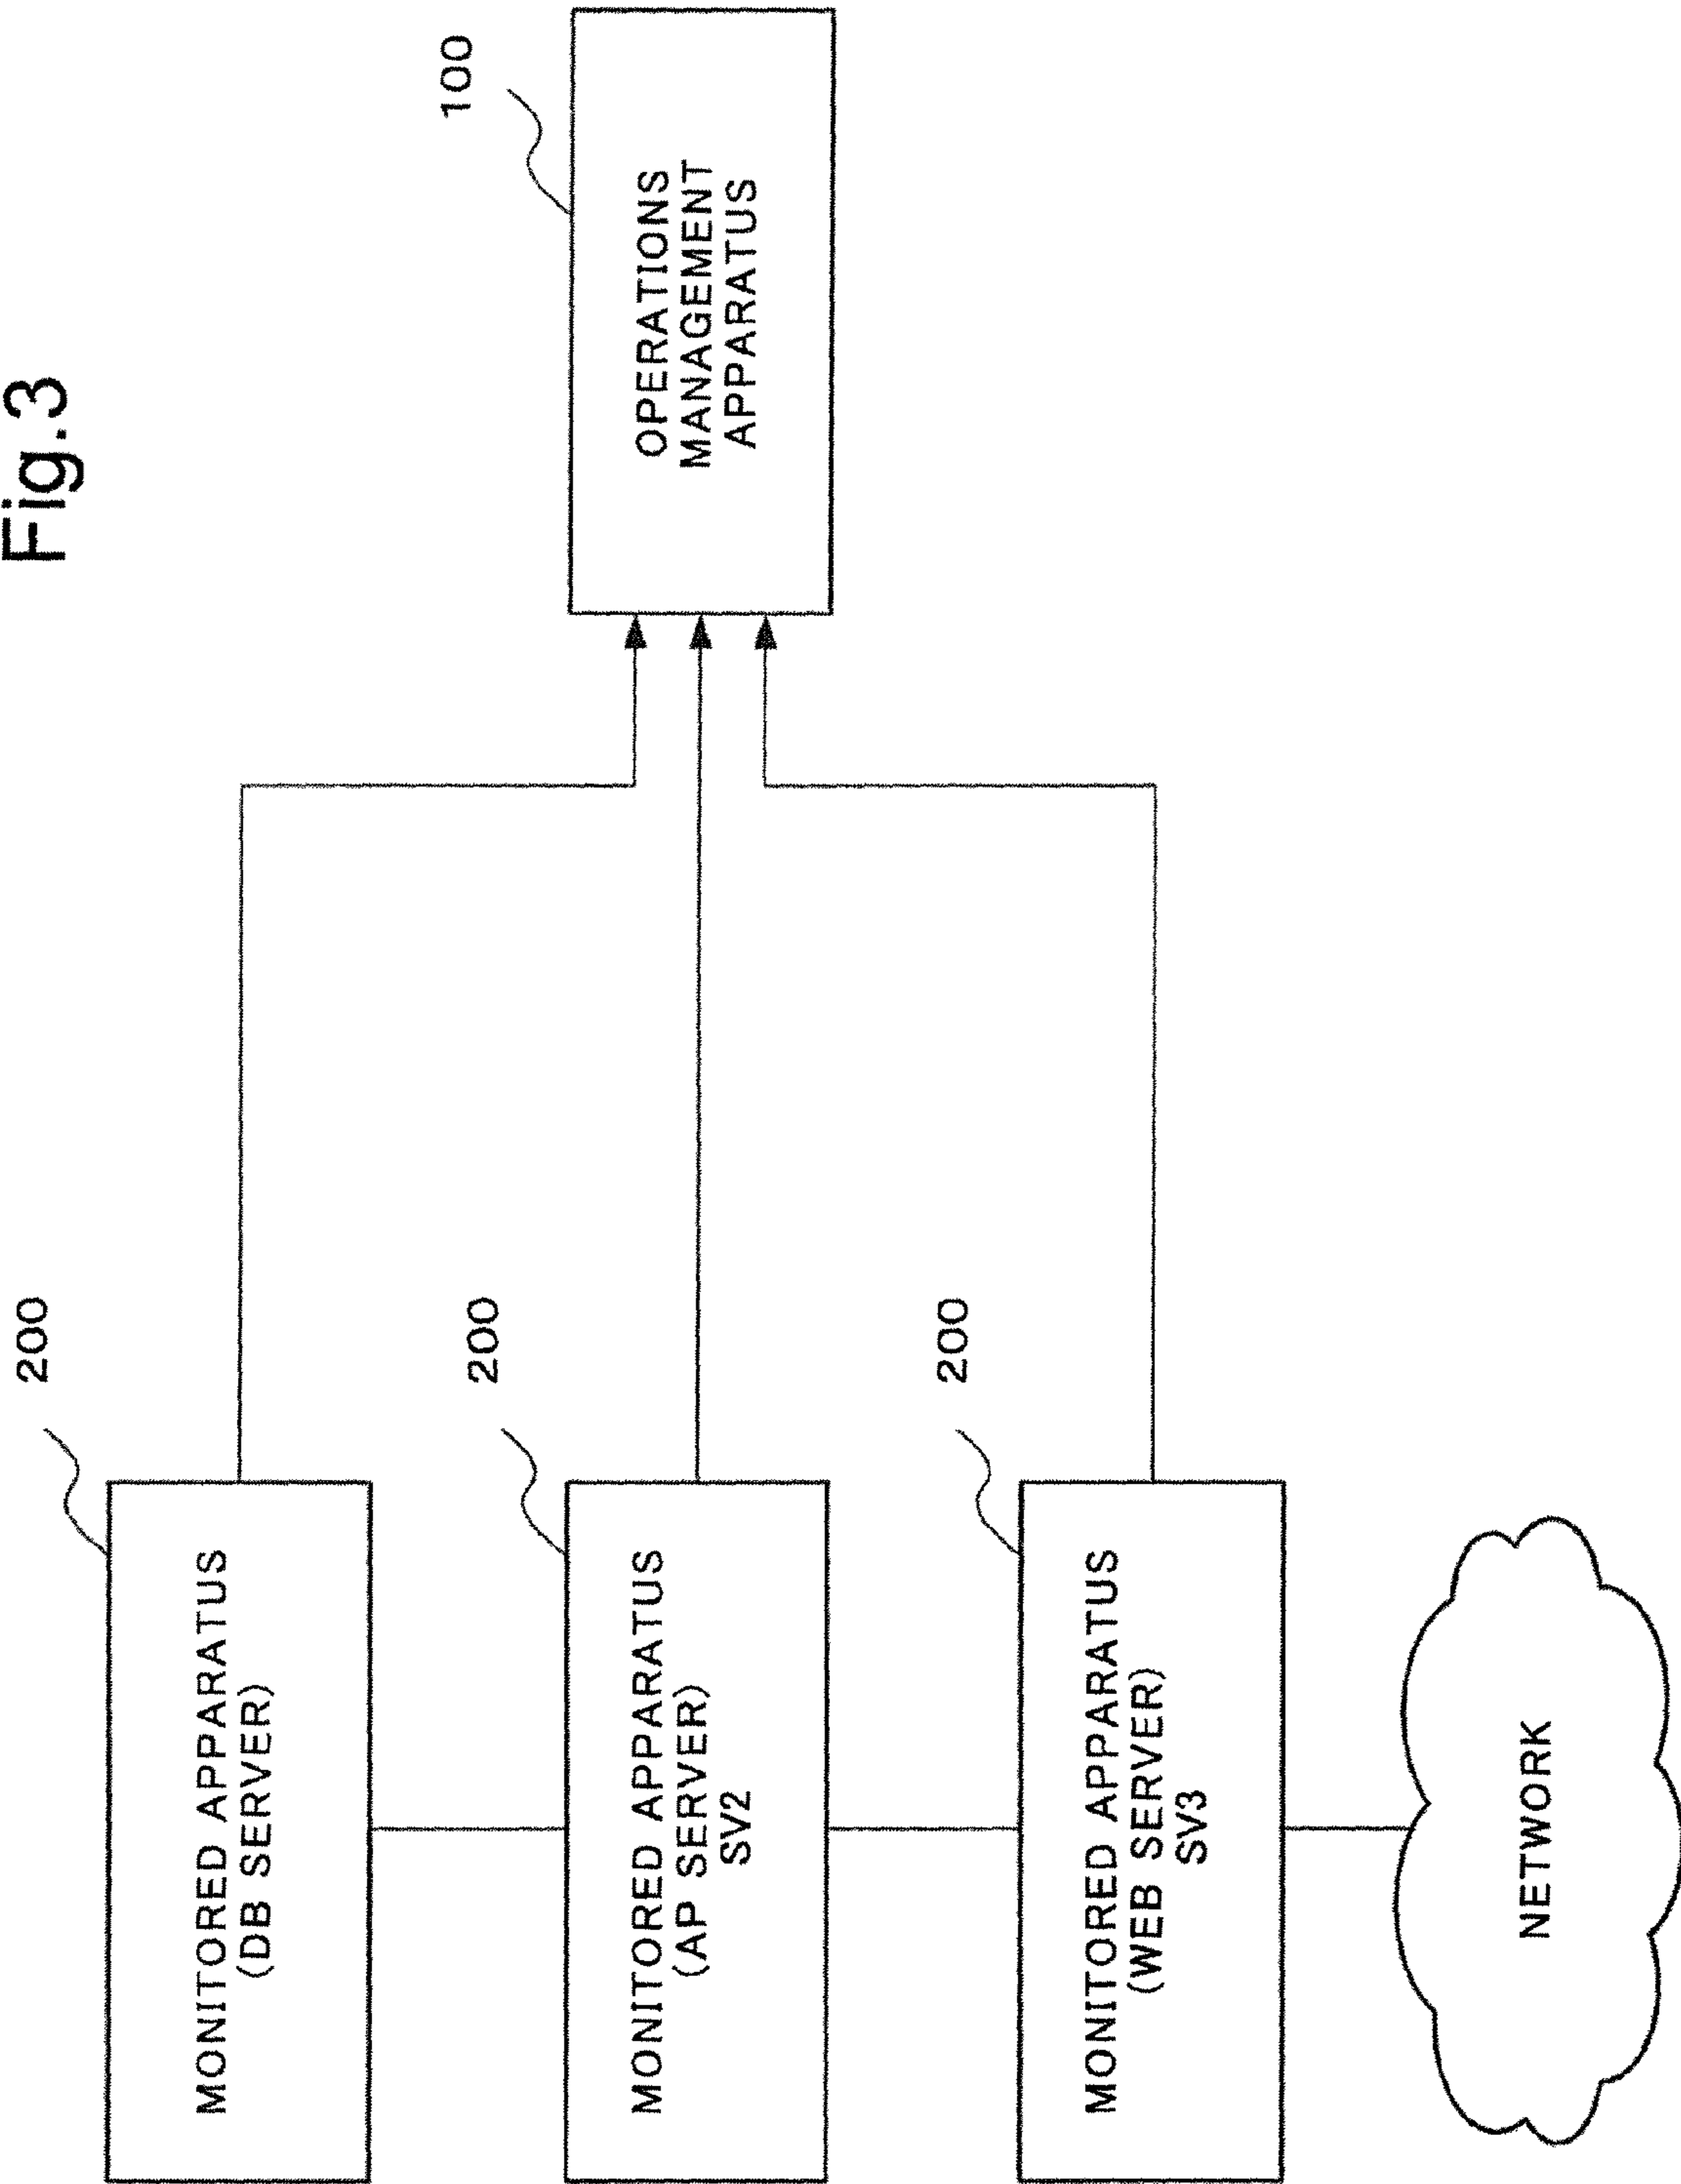 Fig.3
200
MONITORED APPARATUS
(DB SERVER)
200
MONITORED APPARATUS
(AP SERVER)
SV2
200
MONITORED APPARATUS
(WEB SERVER)
SV3
NETWORK
100
OPERATIONS
MANAGEMENT
APPARATUS